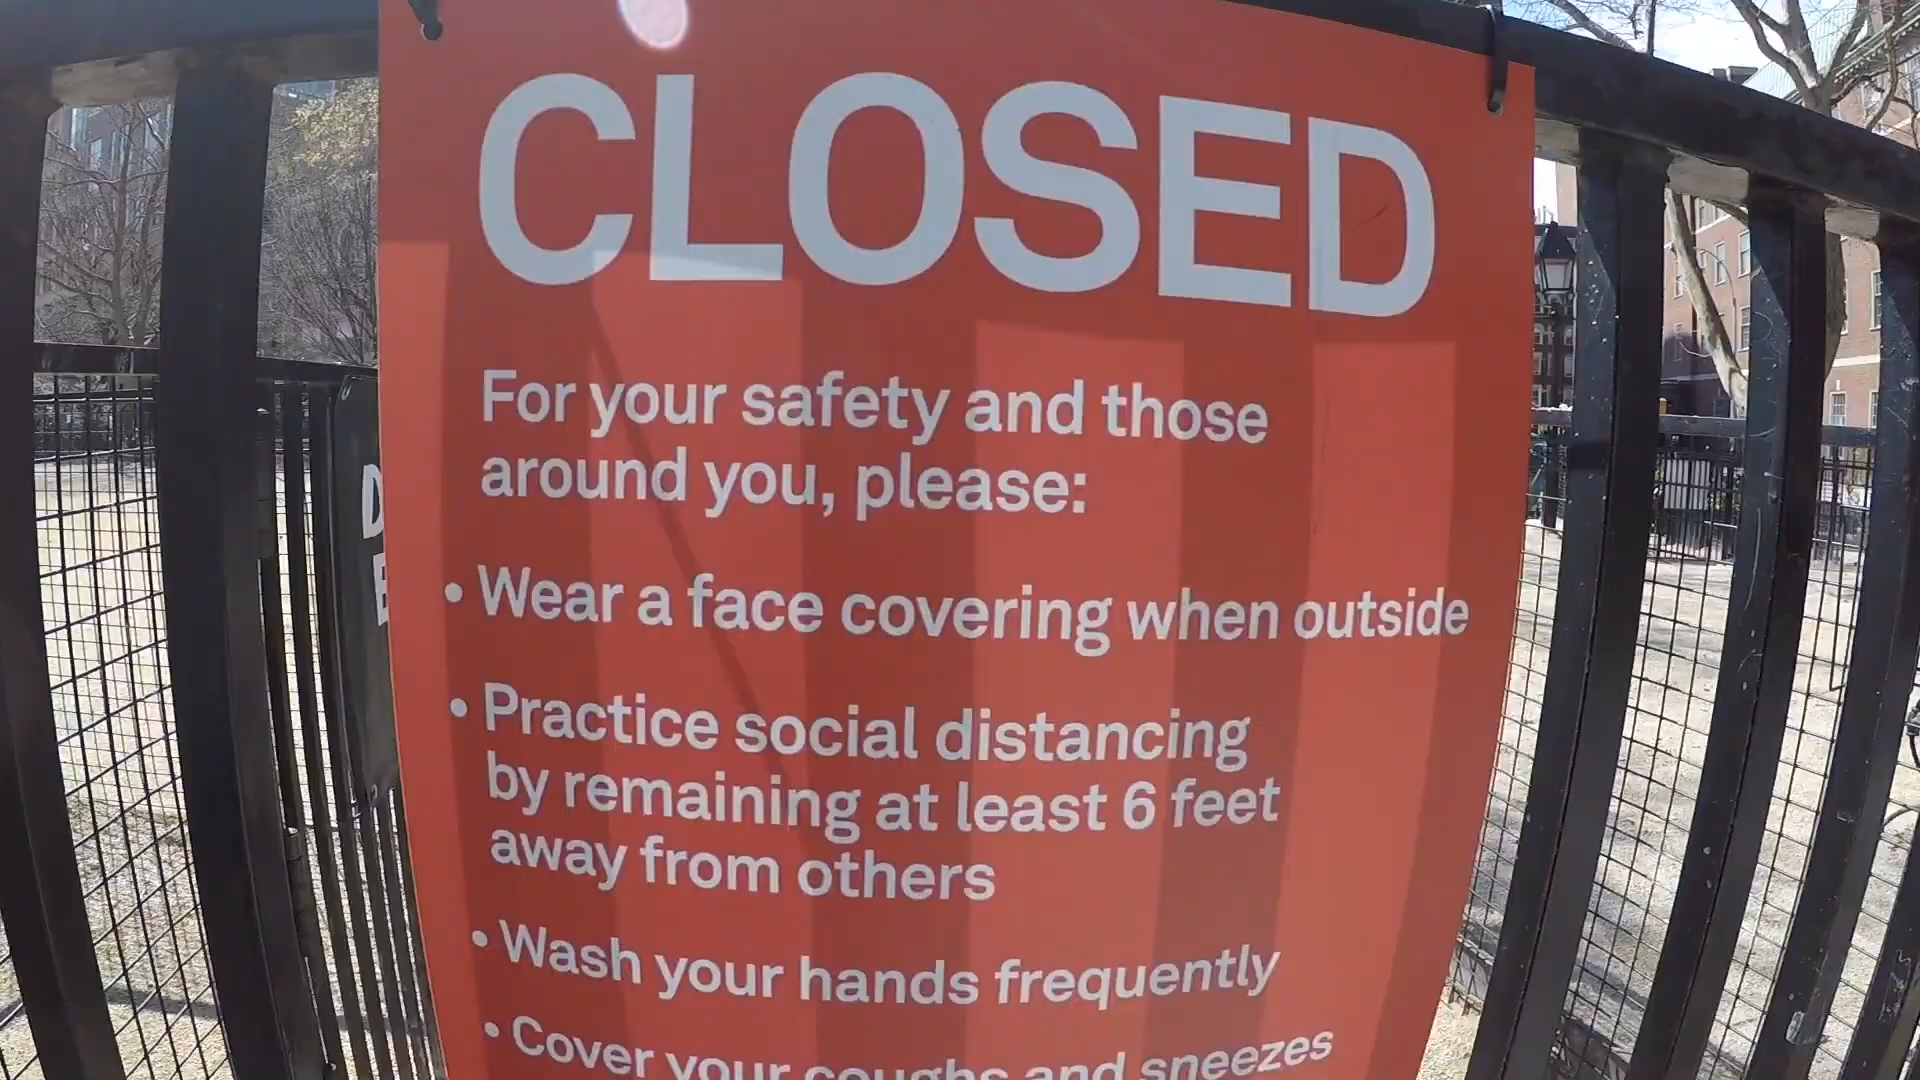 CLOSED
For your safety and those
around you, please:
• Wear a face covering when outside
• Practice social distancing
by remaining at least 6 feet
away from others
• Wash your hands frequently
• Cover your coughs and sneezes